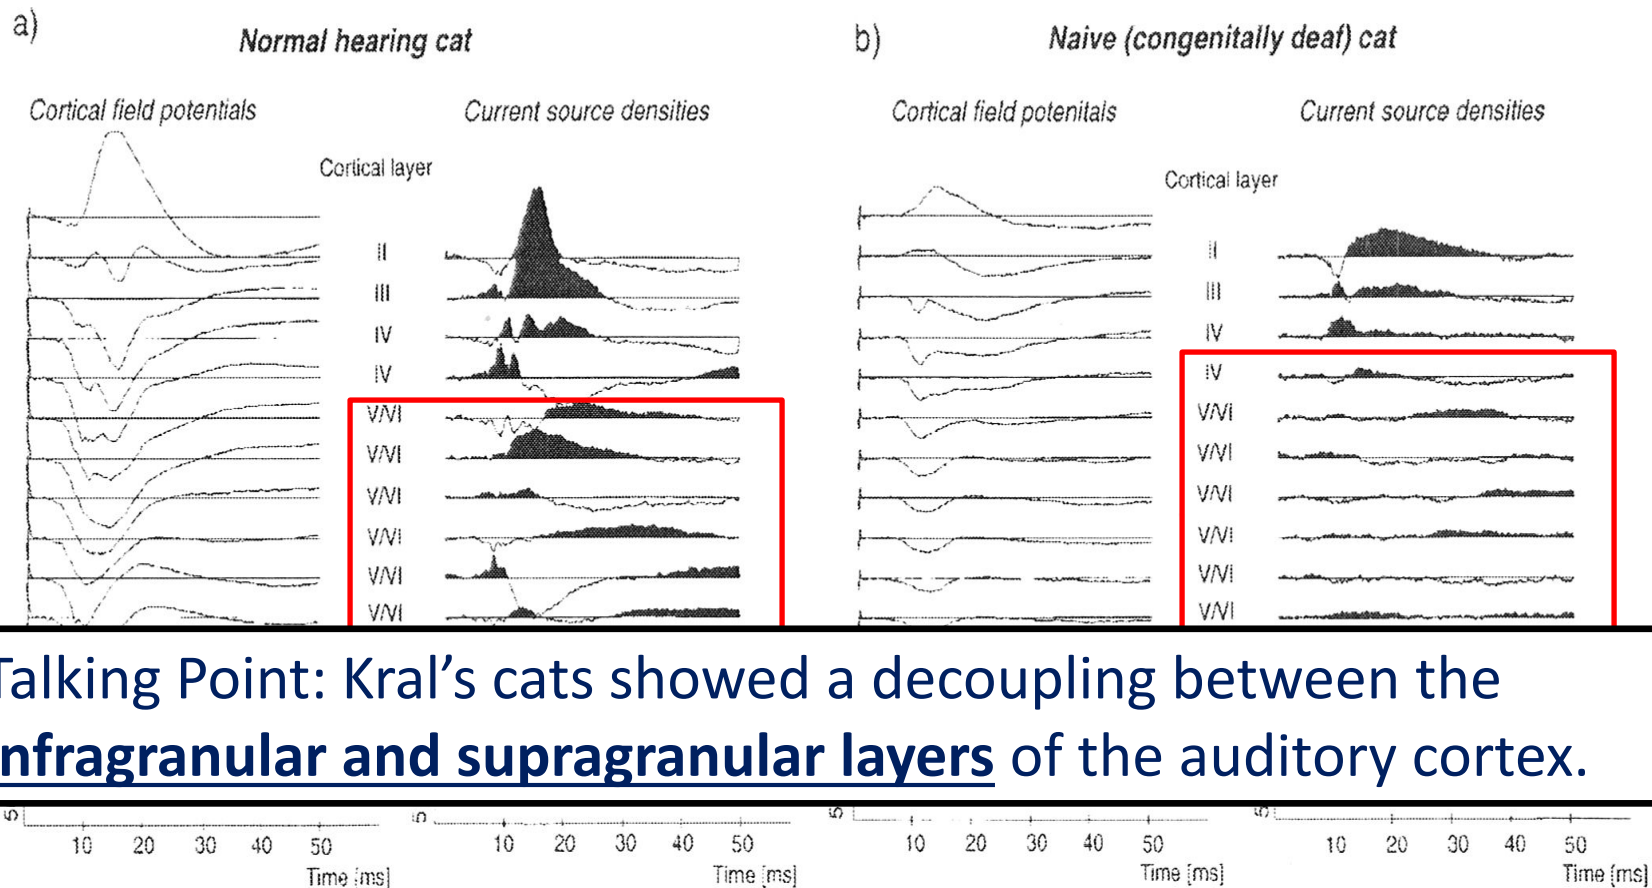 a)
Normal hearing cat
Cortical field potentials
Current source densities
Cortical layer
II
III
IV
IV
V/VI
V/VI
V/VI
V/VI
V/VI
V/VI
b)
Naive (congenitally deaf) cat
Cortical field potenitals
Current source densities
Cortical layer
II
III
IV
IV
V/VI
V/VI
V/VI
V/VI
V/VI
V/VI
Talking Point: Kral's cats showed a decoupling between the
nfragranular and supragranular layers of the auditory cortex.
10 20 30 40 50
Time [ms]
10 20 30 40 50
Time [ms]
10 20 30 40 50
Time [ms]
10 20 30 40 50
Time [ms]